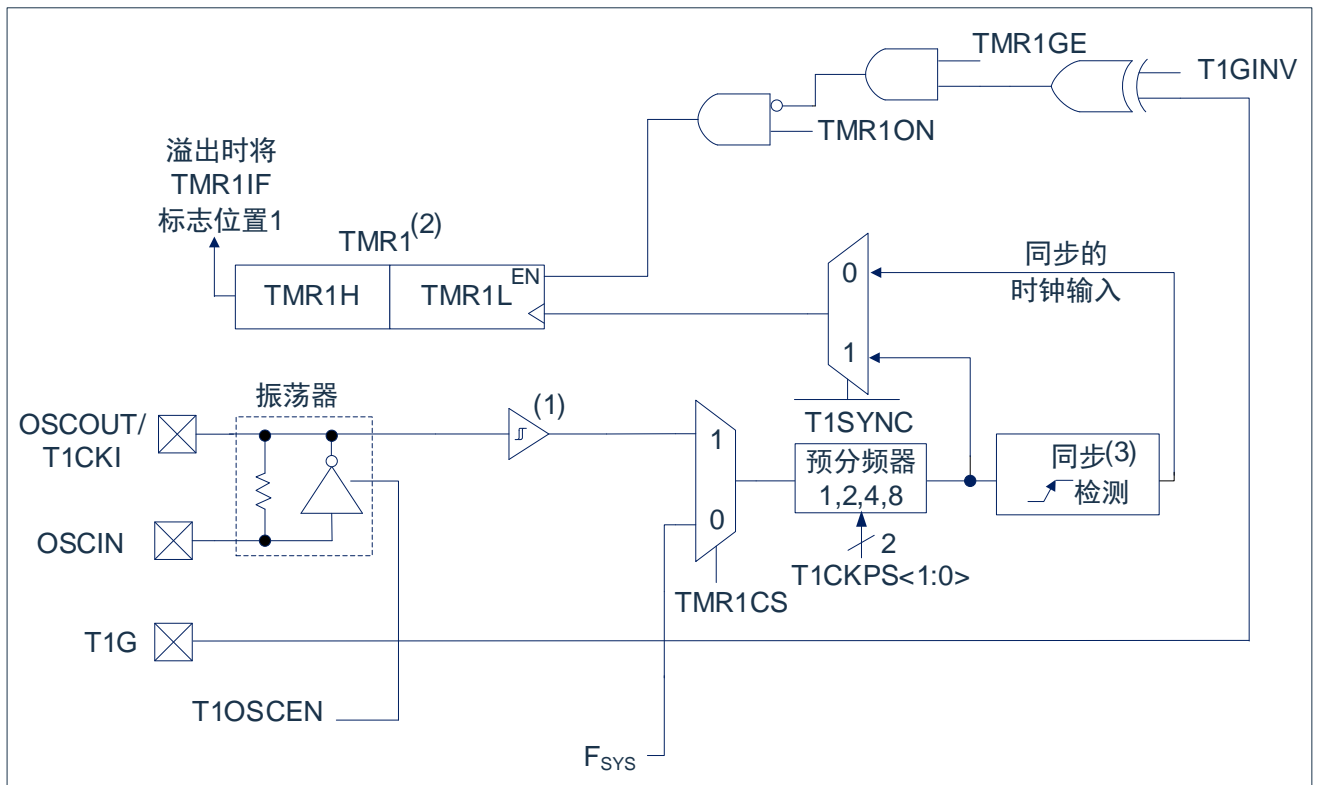 TMR1GE
T1GINV
TMR1ON
溢出时将
TMR1IF
标志位置1
TMR1(2)
EN
TMR1H
TMR1L
0
1
同步的
时钟输入
T1SYNC
振荡器
OSCOUT/
T1CKI
(1)
1
0
预分频器
1,2,4,8
同步(3)
检测
OSCIN
2
T1CKPS<1:0>
TMR1CS
T1G
T1OSCEN
FSYS